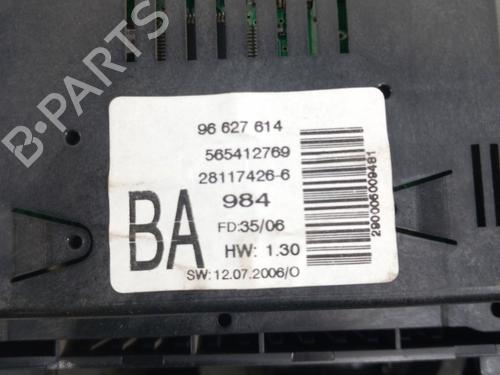 96 627 614
565412769
28117426-6
984
BA
FD:35/06
HW: 1.30
SW: 12.07.2006/O
2900006009481
B-PARTS